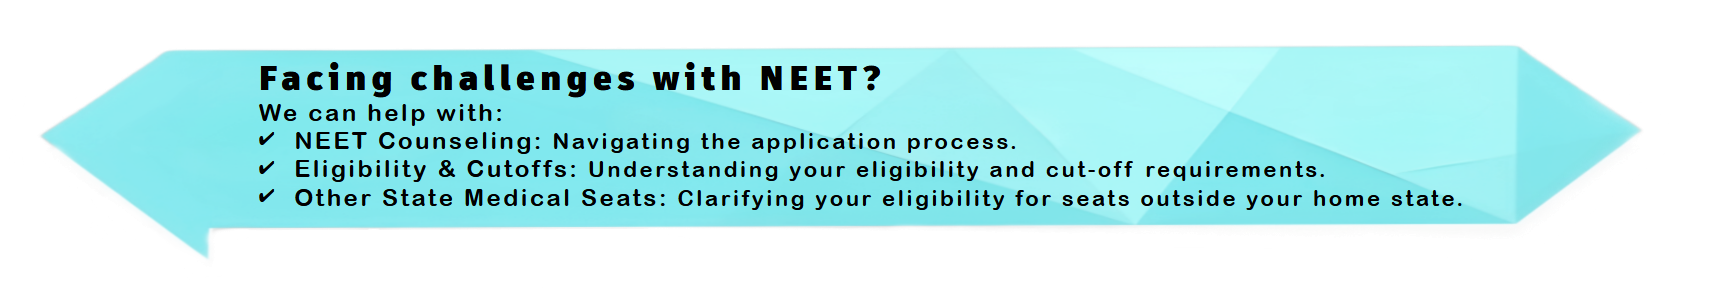 Facing challenges with NEET?
We can help with:
✔ NEET Counseling: Navigating the application process.
✔ Eligibility & Cutoffs: Understanding your eligibility and cut-off requirements.
✔ Other State Medical Seats: Clarifying your eligibility for seats outside your home state.